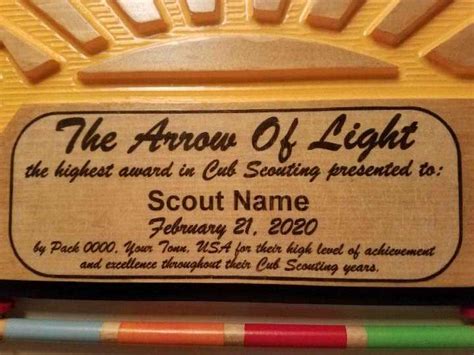 The Arrow Of Light
the highest award in Cub Scouting presented to:
Scout Name
February 21, 2020
by Pack 0000, Your Tonn, USA for their high level of achievement
and excellence throughout their Cub Scouting years.